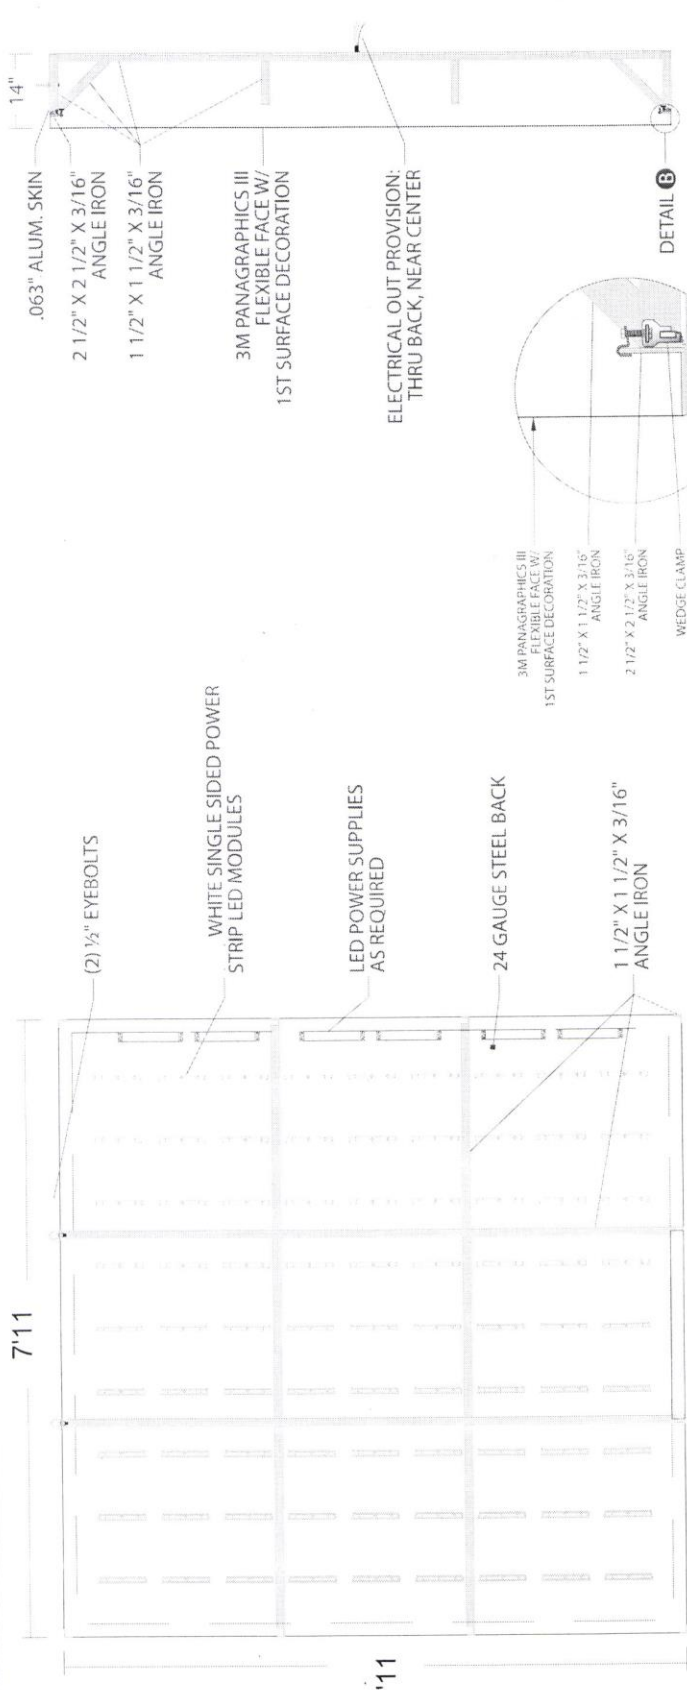 7'11
'11
(2) ½" EYEBOLTS
WHITE SINGLE SIDED POWER
STRIP LED MODULES
LED POWER SUPPLIES
AS REQUIRED
24 GAUGE STEEL BACK
1 1/2" X 1 1/2" X 3/16"
ANGLE IRON
14"
.063" ALUM. SKIN
2 1/2" X 2 1/2" X 3/16"
ANGLE IRON
1 1/2" X 1 1/2" X 3/16"
ANGLE IRON
3M PANAGRAPHICS III
FLEXIBLE FACE W/
1ST SURFACE DECORATION
ELECTRICAL OUT PROVISION:
THRU BACK, NEAR CENTER
DETAIL B
3M PANAGRAPHICS III
FLEXIBLE FACE W/
1ST SURFACE DECORATION
1 1/2" X 1 1/2" X 3/16"
ANGLE IRON
2 1/2" X 2 1/2" X 3/16"
ANGLE IRON
WEDGE CLAMP